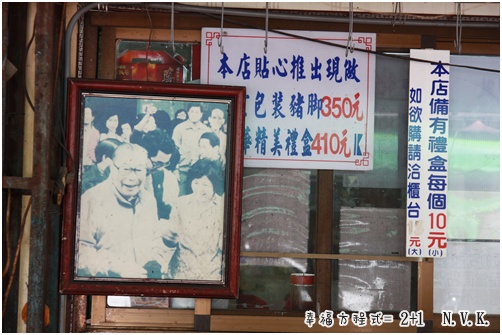 本店貼心推出現做
包裝豬腳350元
精美禮盒410元
本店備有禮盒每個10元(小)
如欲購請洽櫃台
元(大)
幸福方程式= 2+1 N.V.K.